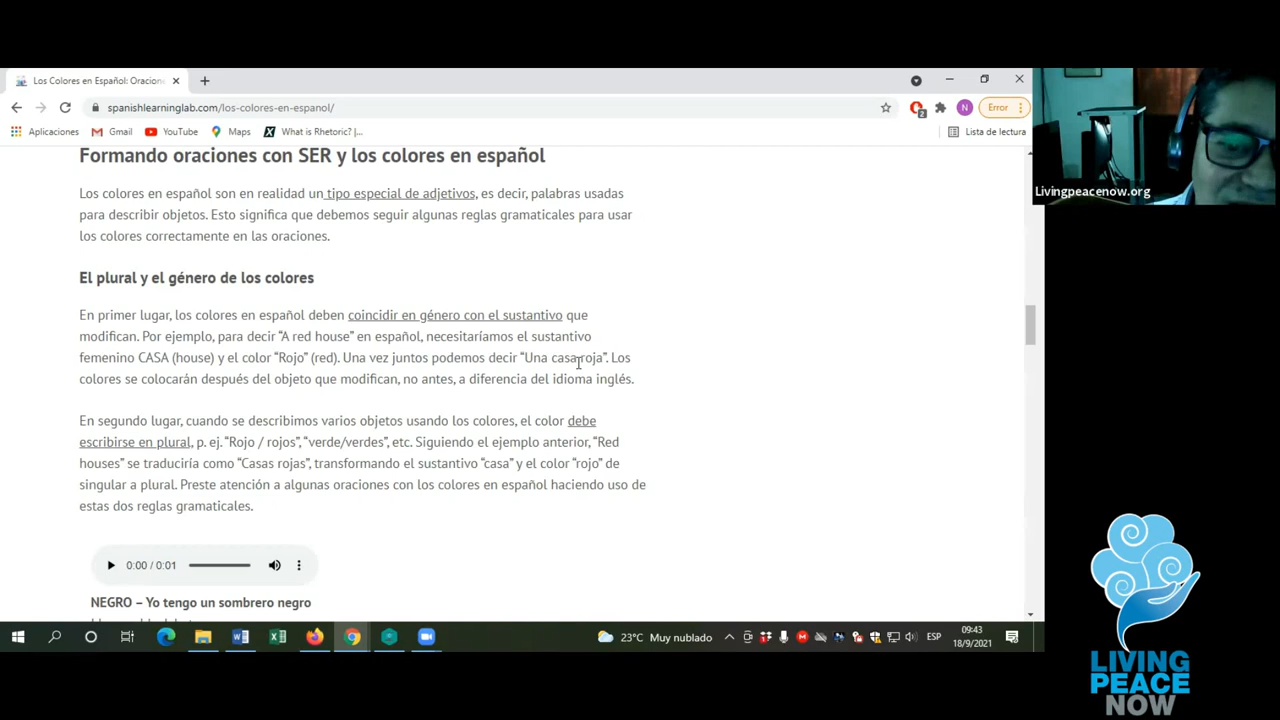 Los Colores en Español: Oracion
spanishlearninglab.com/los-colores-en-espanol/
N
Error
Aplicaciones
Gmail
YouTube
Maps
What is Rhetoric? |...
Lista de lectura
Livingpeacenow.org
Formando oraciones con SER y los colores en español
Los colores en español son en realidad un tipo especial de adjetivos, es decir, palabras usadas
para describir objetos. Esto significa que debemos seguir algunas reglas gramaticales para usar
los colores correctamente en las oraciones.
El plural y el género de los colores
En primer lugar, los colores en español deben coincidir en género con el sustantivo que
modifican. Por ejemplo, para decir “A red house” en español, necesitaríamos el sustantivo
femenino CASA (house) y el color “Rojo” (red). Una vez juntos podemos decir “Una casa roja”. Los
colores se colocarán después del objeto que modifican, no antes, a diferencia del idioma inglés.
En segundo lugar, cuando se describimos varios objetos usando los colores, el color debe
escribirse en plural, p. ej. “Rojo / rojos”, “verde/verdes”, etc. Siguiendo el ejemplo anterior, “Red
houses” se traduciría como “Casas rojas”, transformando el sustantivo “casa” y el color “rojo” de
singular a plural. Preste atención a algunas oraciones con los colores en español haciendo uso de
estas dos reglas gramaticales.
0:00 / 0:01
NEGRO – Yo tengo un sombrero negro
23°C Muy nublado
ESP
09:43
18/9/2021
LIVING
PEACE
NOW